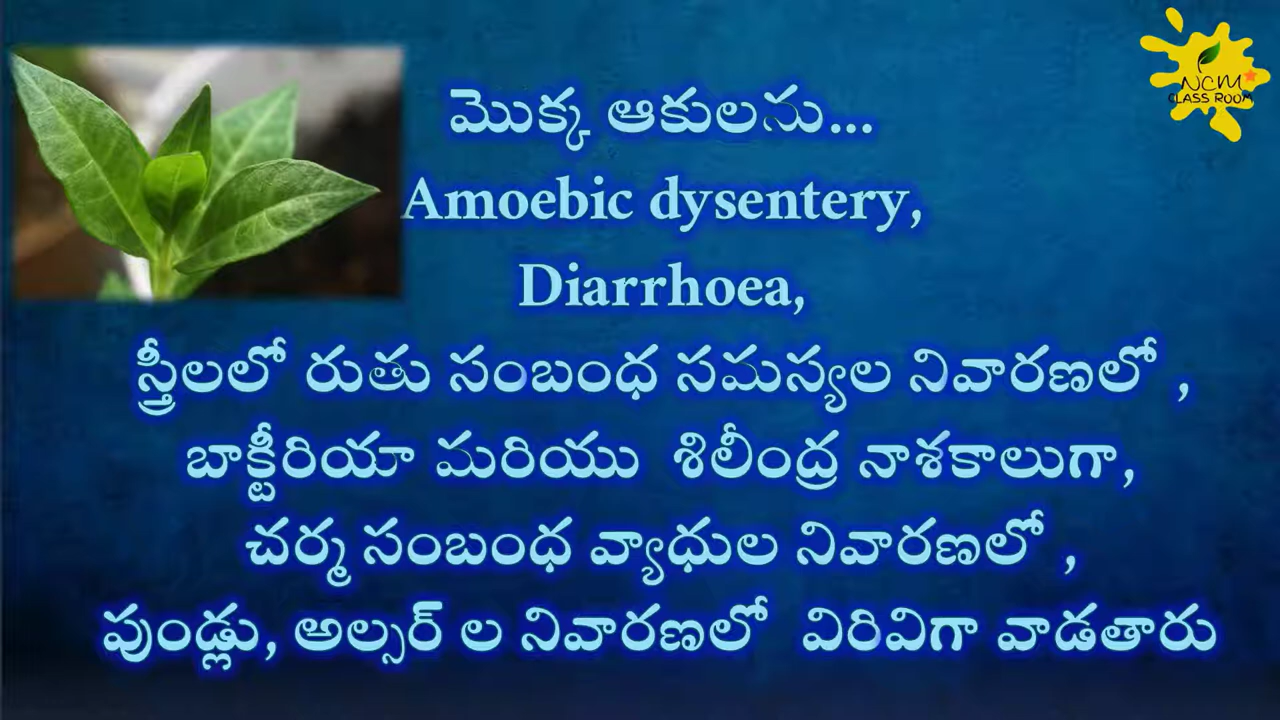 మొక్క ఆకులను...
Amoebic dysentery,
Diarrhoea,
స్త్రీలలో రుతు సంబంధ సమస్యల నివారణలో ,
బాక్టీరియా మరియు శిలీంద్ర నాశకాలుగా,
చర్మ సంబంధ వ్యాధుల నివారణలో ,
పుండ్లు, అల్సర్ ల నివారణలో విరివిగా వాడతారు
NCM
CLASS ROOM